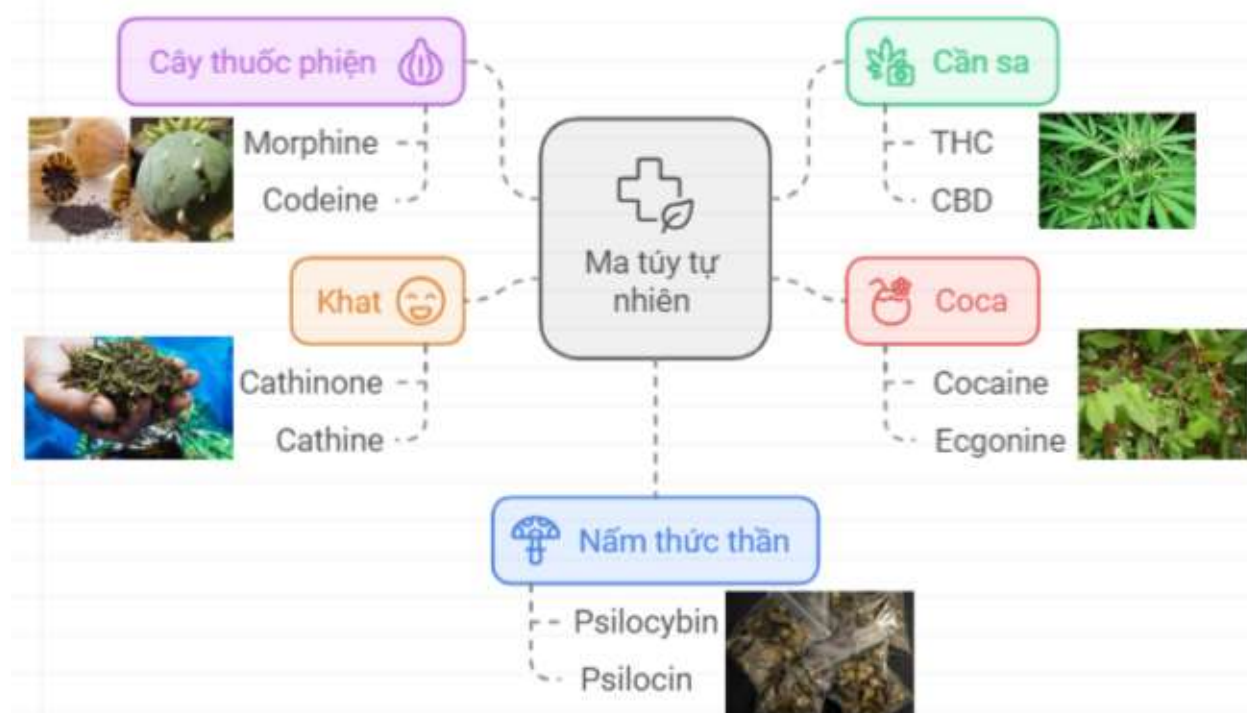 Cây thuốc phiện
Morphine
Codeine
Cần sa
THC
CBD
Ma túy tự
nhiên
Khat
Cathinone
Cathine
Coca
Cocaine
Ecgonine
Nấm thức thần
Psilocybin
Psilocin